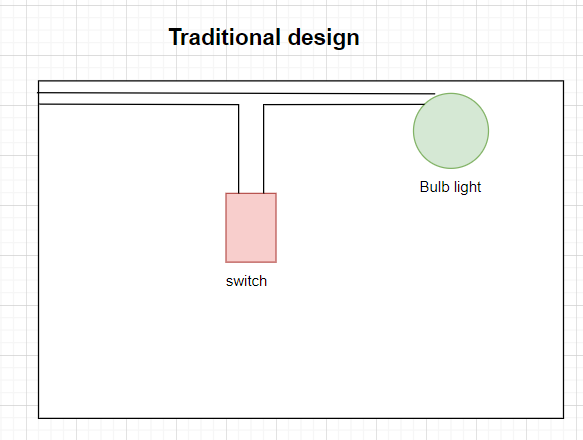 Traditional design
Bulb light
switch